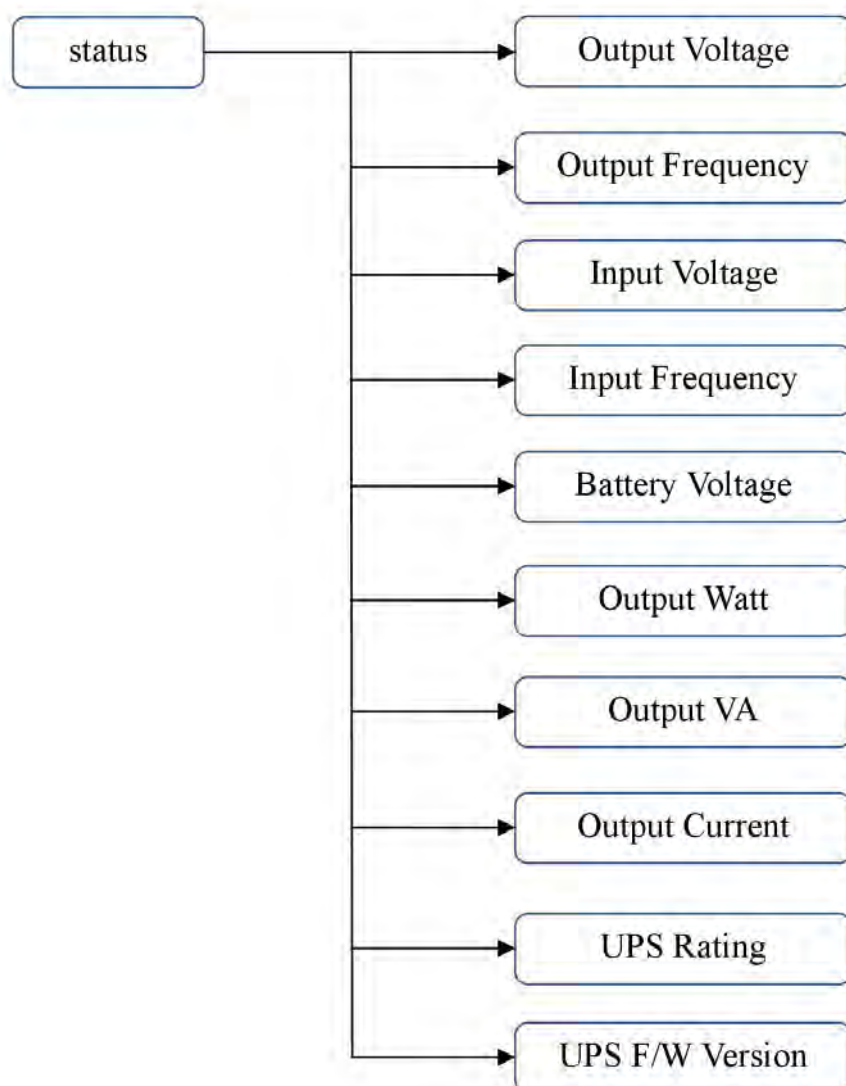 status
Output Voltage
Output Frequency
Input Voltage
Input Frequency
Battery Voltage
Output Watt
Output VA
Output Current
UPS Rating
UPS F/W Version